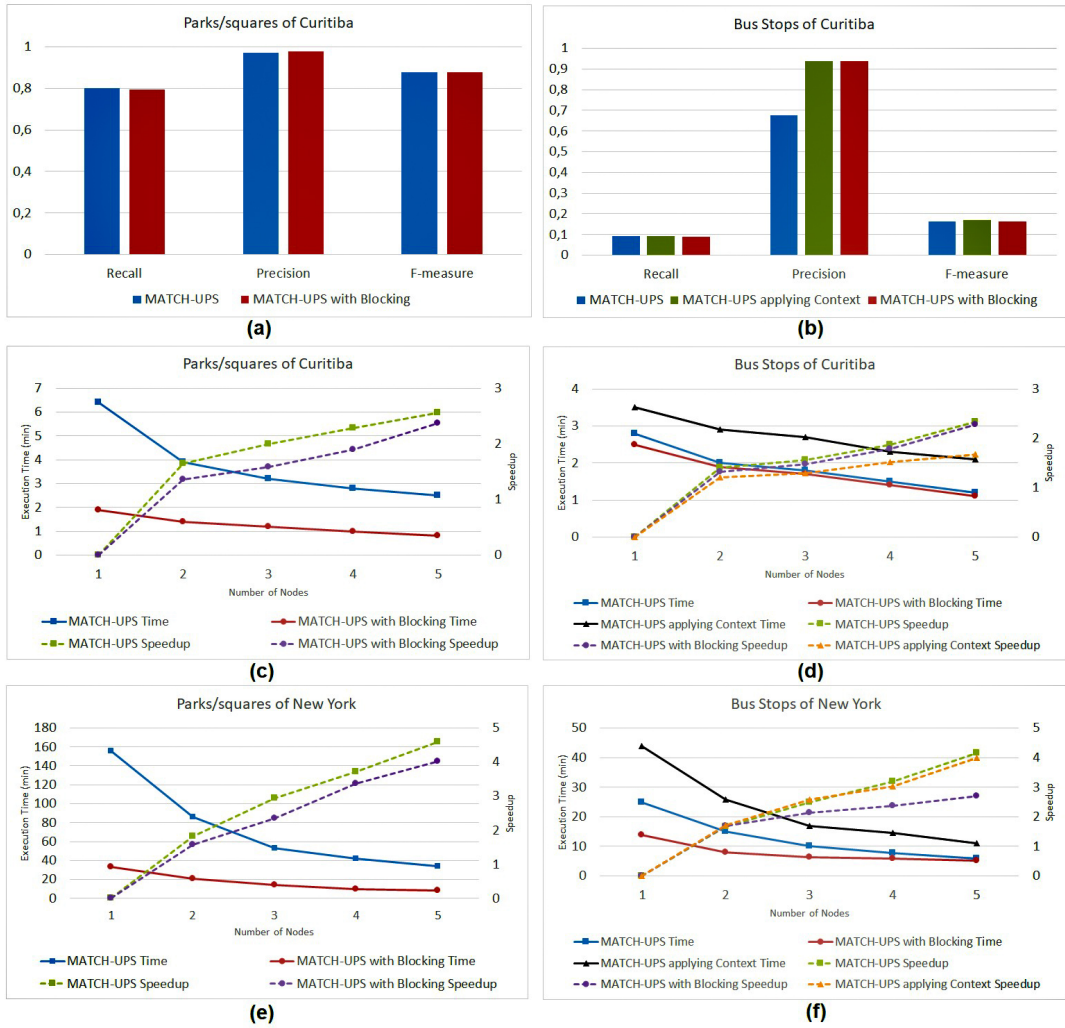 Parks/squares of Curitiba
1
0,8
0,6
0,4
0,2
0
Recall Precision F-measure
MATCH-UPS MATCH-UPS with Blocking
(a)
Bus Stops of Curitiba
1
0,9
0,8
0,7
0,6
0,5
0,4
0,3
0,2
0,1
0
Recall Precision F-measure
MATCH-UPS MATCH-UPS applying Context MATCH-UPS with Blocking
(b)
Parks/squares of Curitiba
Execution Time (min)
7
6
5
4
3
2
1
0
3
2
1
0
Speedup
1 2 3 4 5
Number of Nodes
MATCH-UPS Time MATCH-UPS with Blocking Time
MATCH-UPS Speedup MATCH-UPS with Blocking Speedup
(c)
Bus Stops of Curitiba
Execution Time (min)
4
3
2
1
0
3
2
1
0
Speedup
1 2 3 4 5
Number of Nodes
MATCH-UPS Time MATCH-UPS with Blocking Time
MATCH-UPS applying Context Time MATCH-UPS Speedup
MATCH-UPS with Blocking Speedup MATCH-UPS applying Context Speedup
(d)
Parks/squares of New York
Execution Time (min)
180
160
140
120
100
80
60
40
20
0
5
4
3
2
1
0
Speedup
1 2 3 4 5
Number of Nodes
MATCH-UPS Time MATCH-UPS with Blocking Time
MATCH-UPS Speedup MATCH-UPS with Blocking Speedup
(e)
Bus Stops of New York
Execution Time (min)
50
40
30
20
10
0
5
4
3
2
1
0
Speedup
1 2 3 4 5
Number of Nodes
MATCH-UPS Time MATCH-UPS with Blocking Time
MATCH-UPS applying Context Time MATCH-UPS Speedup
MATCH-UPS with Blocking Speedup MATCH-UPS applying Context Speedup
(f)